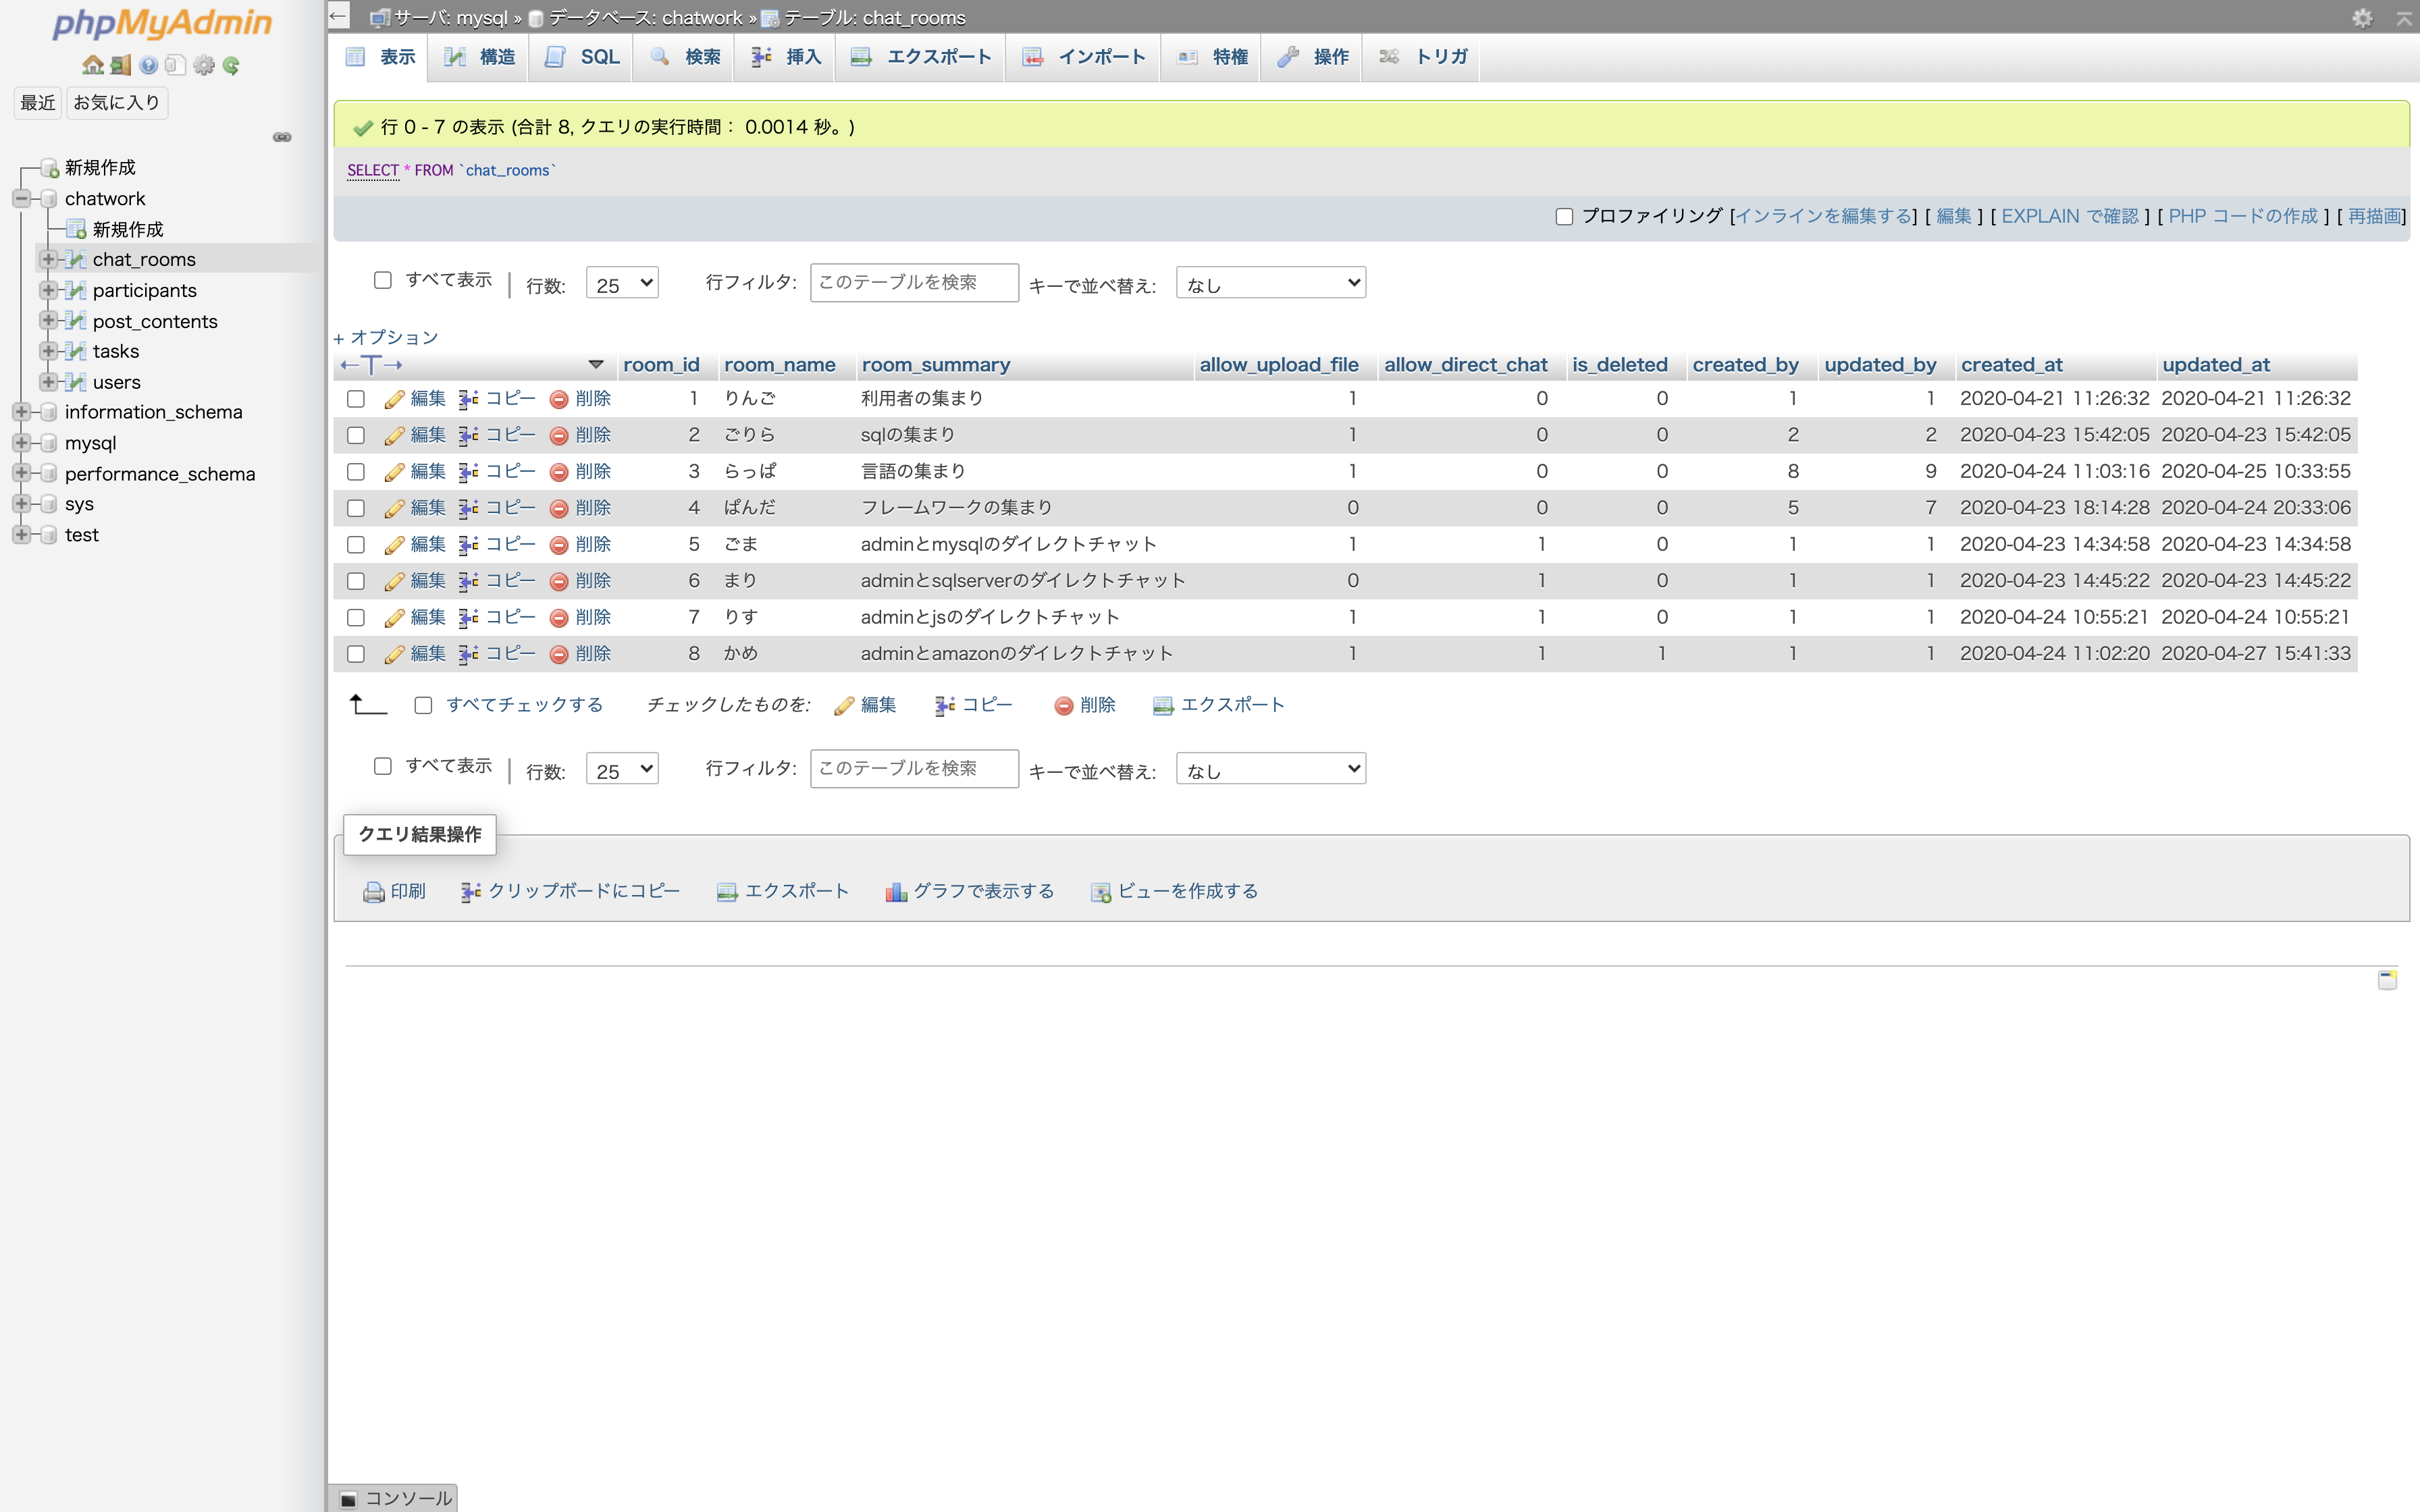 phpMyAdmin
最近 お気に入り
新規作成
chatwork
新規作成
chat_rooms
participants
post_contents
tasks
users
information_schema
mysql
performance_schema
sys
test
サーバ: mysql » データベース: chatwork » テーブル: chat_rooms
表示 構造 SQL 検索 挿入 エクスポート インポート 特権 操作 トリガ
行 0 - 7 の表示 (合計 8, クエリの実行時間： 0.0014 秒。)
SELECT * FROM `chat_rooms`
プロファイリング [インラインを編集する] [ 編集 ] [ EXPLAIN で確認 ] [ PHP コードの作成 ] [ 再描画]
すべて表示 | 行数: 25 行フィルタ: このテーブルを検索 キーで並べ替え: なし
+ オプション
←T→ room_id room_name room_summary allow_upload_file allow_direct_chat is_deleted created_by updated_by created_at updated_at
編集 コピー 削除 1 りんご 利用者の集まり 1 0 0 1 1 2020-04-21 11:26:32 2020-04-21 11:26:32
編集 コピー 削除 2 ごりら sqlの集まり 1 0 0 2 2 2020-04-23 15:42:05 2020-04-23 15:42:05
編集 コピー 削除 3 らっぱ 言語の集まり 1 0 0 8 9 2020-04-24 11:03:16 2020-04-25 10:33:55
編集 コピー 削除 4 ぱんだ フレームワークの集まり 0 0 0 5 7 2020-04-23 18:14:28 2020-04-24 20:33:06
編集 コピー 削除 5 ごま adminとmysqlのダイレクトチャット 1 1 0 1 1 2020-04-23 14:34:58 2020-04-23 14:34:58
編集 コピー 削除 6 まり adminとsqlserverのダイレクトチャット 0 1 0 1 1 2020-04-23 14:45:22 2020-04-23 14:45:22
編集 コピー 削除 7 りす adminとjsのダイレクトチャット 1 1 0 1 1 2020-04-24 10:55:21 2020-04-24 10:55:21
編集 コピー 削除 8 かめ adminとamazonのダイレクトチャット 1 1 1 1 1 2020-04-24 11:02:20 2020-04-27 15:41:33
すべてチェックする チェックしたものを: 編集 コピー 削除 エクスポート
すべて表示 | 行数: 25 行フィルタ: このテーブルを検索 キーで並べ替え: なし
クエリ結果操作
印刷 クリップボードにコピー エクスポート グラフで表示する ビューを作成する
コンソール